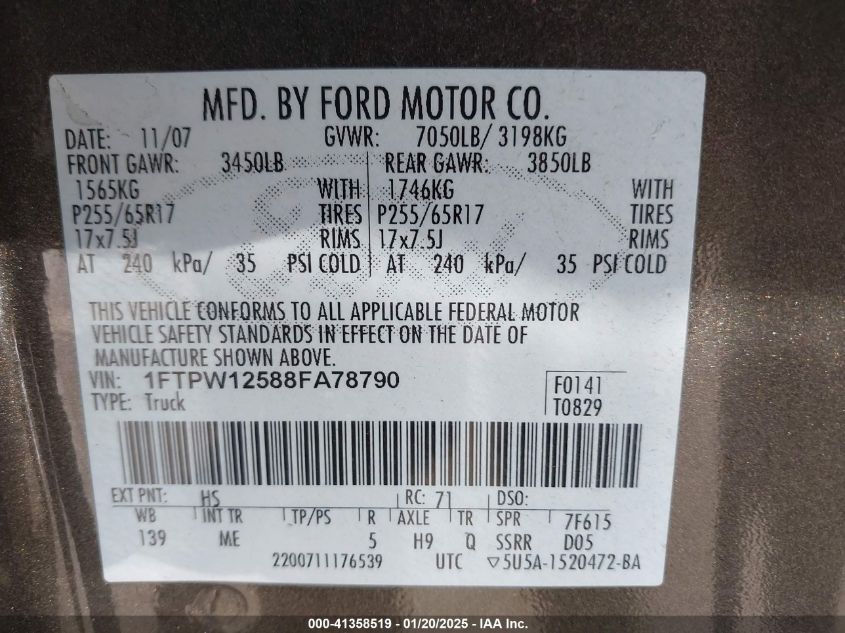 MFD. BY FORD MOTOR CO.
DATE: 11/07 GVWR: 7050LB/ 3198KG
FRONT GAWR: 3450LB REAR GAWR: 3850LB
1565KG WITH 1746KG WITH
P255/65R17 TIRES P255/65R17 TIRES
17x7.5J RIMS 17x7.5J RIMS
AT 240 kPa/ 35 PSI COLD AT 240 kPa/ 35 PSI COLD
THIS VEHICLE CONFORMS TO ALL APPLICABLE FEDERAL MOTOR
VEHICLE SAFETY STANDARDS IN EFFECT ON THE DATE OF
MANUFACTURE SHOWN ABOVE.
VIN: 1FTPW12588FA78790 F0141
TYPE: Truck T0829
EXT PNT: HS RC: 71 DSO:
WB INT TR TP/PS R AXLE TR SPR 7F615
139 ME 5 H9 Q SSRR D05
2200711176539 UTC ▽5U5A-1520472-BA
000-41358519 - 01/20/2025 - IAA Inc.